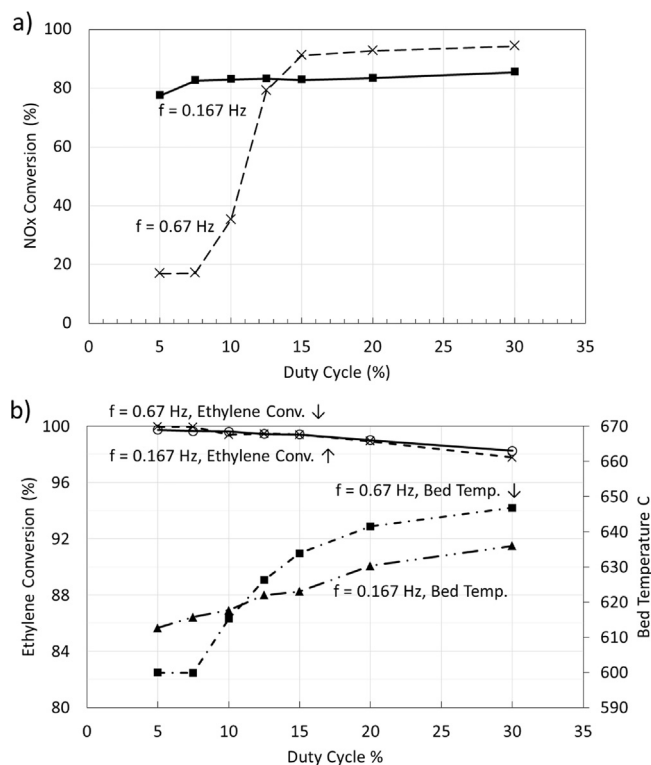 a)
100
80
60
40
20
0
NOx Conversion (%)
f = 0.167 Hz
f = 0.67 Hz
0 5 10 15 20 25 30 35
Duty Cycle (%)
b)
f = 0.67 Hz, Ethylene Conv. ↓
f = 0.167 Hz, Ethylene Conv. ↑
f = 0.67 Hz, Bed Temp. ↓
f = 0.167 Hz, Bed Temp.
100
96
92
88
84
80
Ethylene Conversion (%)
670
660
650
640
630
620
610
600
590
Bed Temperature C
0 5 10 15 20 25 30 35
Duty Cycle %